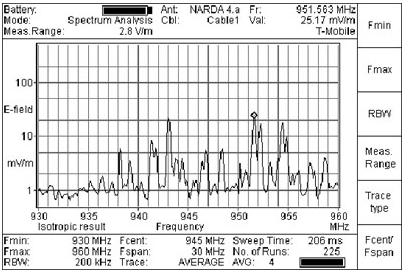 Battery: Ant: NARDA 4.a Fr: 951.563 MHz
Mode: Spectrum Analysis Cbl: Cable1 Val: 25.17 mV/m
Meas.Range: 2.8 V/m T-Mobile
Fmin
Fmax
RBW
Meas.
Range
Trace
type
Fcent/
Fspan
100
E-field
10
mV/m
1
930 935 940 945 950 955 960
Isotropic result Frequency MHz
Fmin: 930 MHz Fcent: 945 MHz Sweep Time: 206 ms
Fmax: 960 MHz Fspan: 30 MHz No. of Runs: 225
RBW: 200 kHz Trace: AVERAGE AVG: 4